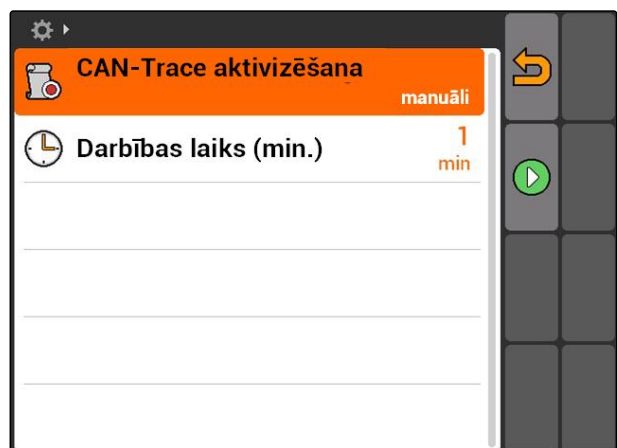 CAN-Trace aktivizēšana
manuāli
Darbības laiks (min.)
1
min